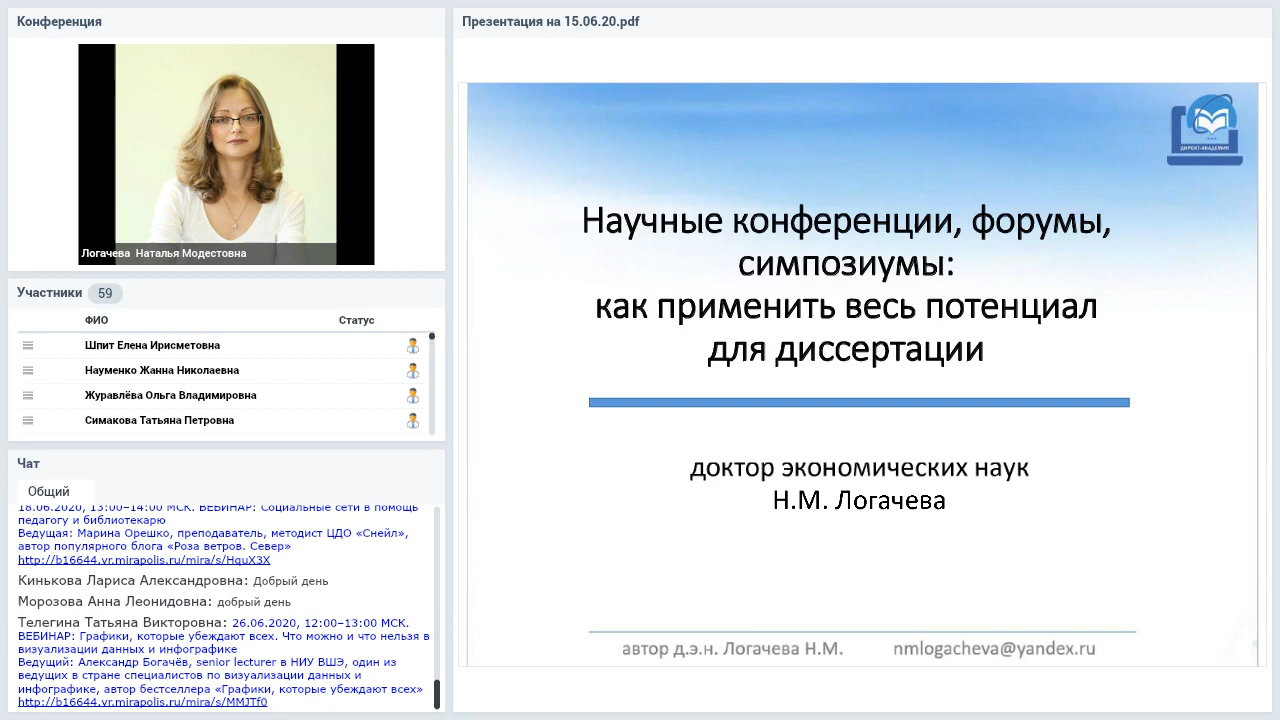 Конференция
Логачева  Наталья Модестовна
Участники 59
ФИО Статус
Шпит Елена Ирисметовна
Науменко Жанна Николаевна
Журавлёва Ольга Владимировна
Симакова Татьяна Петровна
Чат
Общий
18.06.2020, 13:00–14:00 МСК. ВЕБИНАР: Социальные сети в помощь
педагогу и библиотекарю
Ведущая: Марина Орешко, преподаватель, методист ЦДО «Снейл»,
автор популярного блога «Роза ветров. Север»
http://b16644.vr.mirapolis.ru/mira/s/HquX3X
Кинькова Лариса Александровна: Добрый день
Морозова Анна Леонидовна: добрый день
Телегина Татьяна Викторовна: 26.06.2020, 12:00–13:00 МСК.
ВЕБИНАР: Графики, которые убеждают всех. Что можно и что нельзя в
визуализации данных и инфографике
Ведущий: Александр Богачёв, senior lecturer в НИУ ВШЭ, один из
ведущих в стране специалистов по визуализации данных и
инфографике, автор бестселлера «Графики, которые убеждают всех»
http://b16644.vr.mirapolis.ru/mira/s/MMJTf0
Презентация на 15.06.20.pdf
ДИРЕКТ-АКАДЕМИЯ
Научные конференции, форумы,
симпозиумы:
как применить весь потенциал
для диссертации
доктор экономических наук
Н.М. Логачева
автор д.э.н. Логачева Н.М. nmlogacheva@yandex.ru